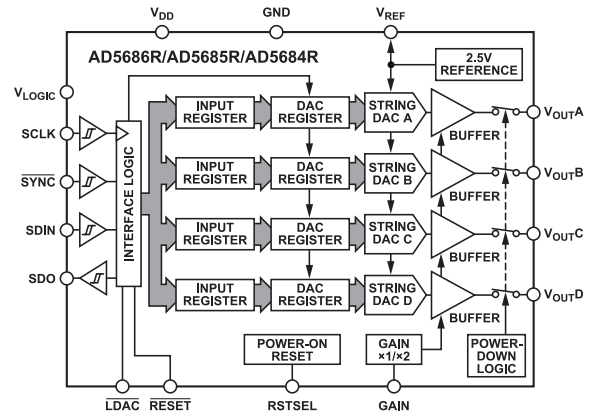 VDD GND VREF
AD5686R/AD5685R/AD5684R
2.5V
REFERENCE
VLOGIC
SCLK
SYNC
SDIN
SDO
INTERFACE LOGIC
INPUT
REGISTER
DAC
REGISTER
STRING
DAC A
BUFFER
VOUTA
INPUT
REGISTER
DAC
REGISTER
STRING
DAC B
BUFFER
VOUTB
INPUT
REGISTER
DAC
REGISTER
STRING
DAC C
BUFFER
VOUTC
INPUT
REGISTER
DAC
REGISTER
STRING
DAC D
BUFFER
VOUTD
POWER-ON
RESET
GAIN
×1/×2
POWER-
DOWN
LOGIC
LDAC RESET RSTSEL GAIN